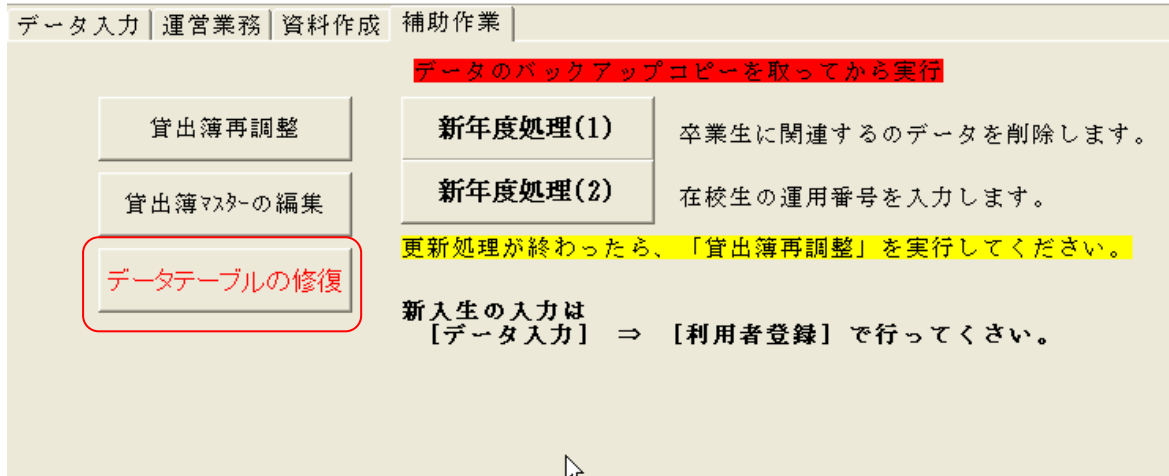 データ入力 運営業務 資料作成 補助作業
データのバックアップコピーを取ってから実行
貸出簿再調整
新年度処理(1)
卒業生に関連するのデータを削除します。
貸出簿ﾏｽﾀｰの編集
新年度処理(2)
在校生の運用番号を入力します。
更新処理が終わったら、「貸出簿再調整」を実行してください。
データテーブルの修復
新入生の入力は
[データ入力] ⇒ [利用者登録] で行ってくさい。